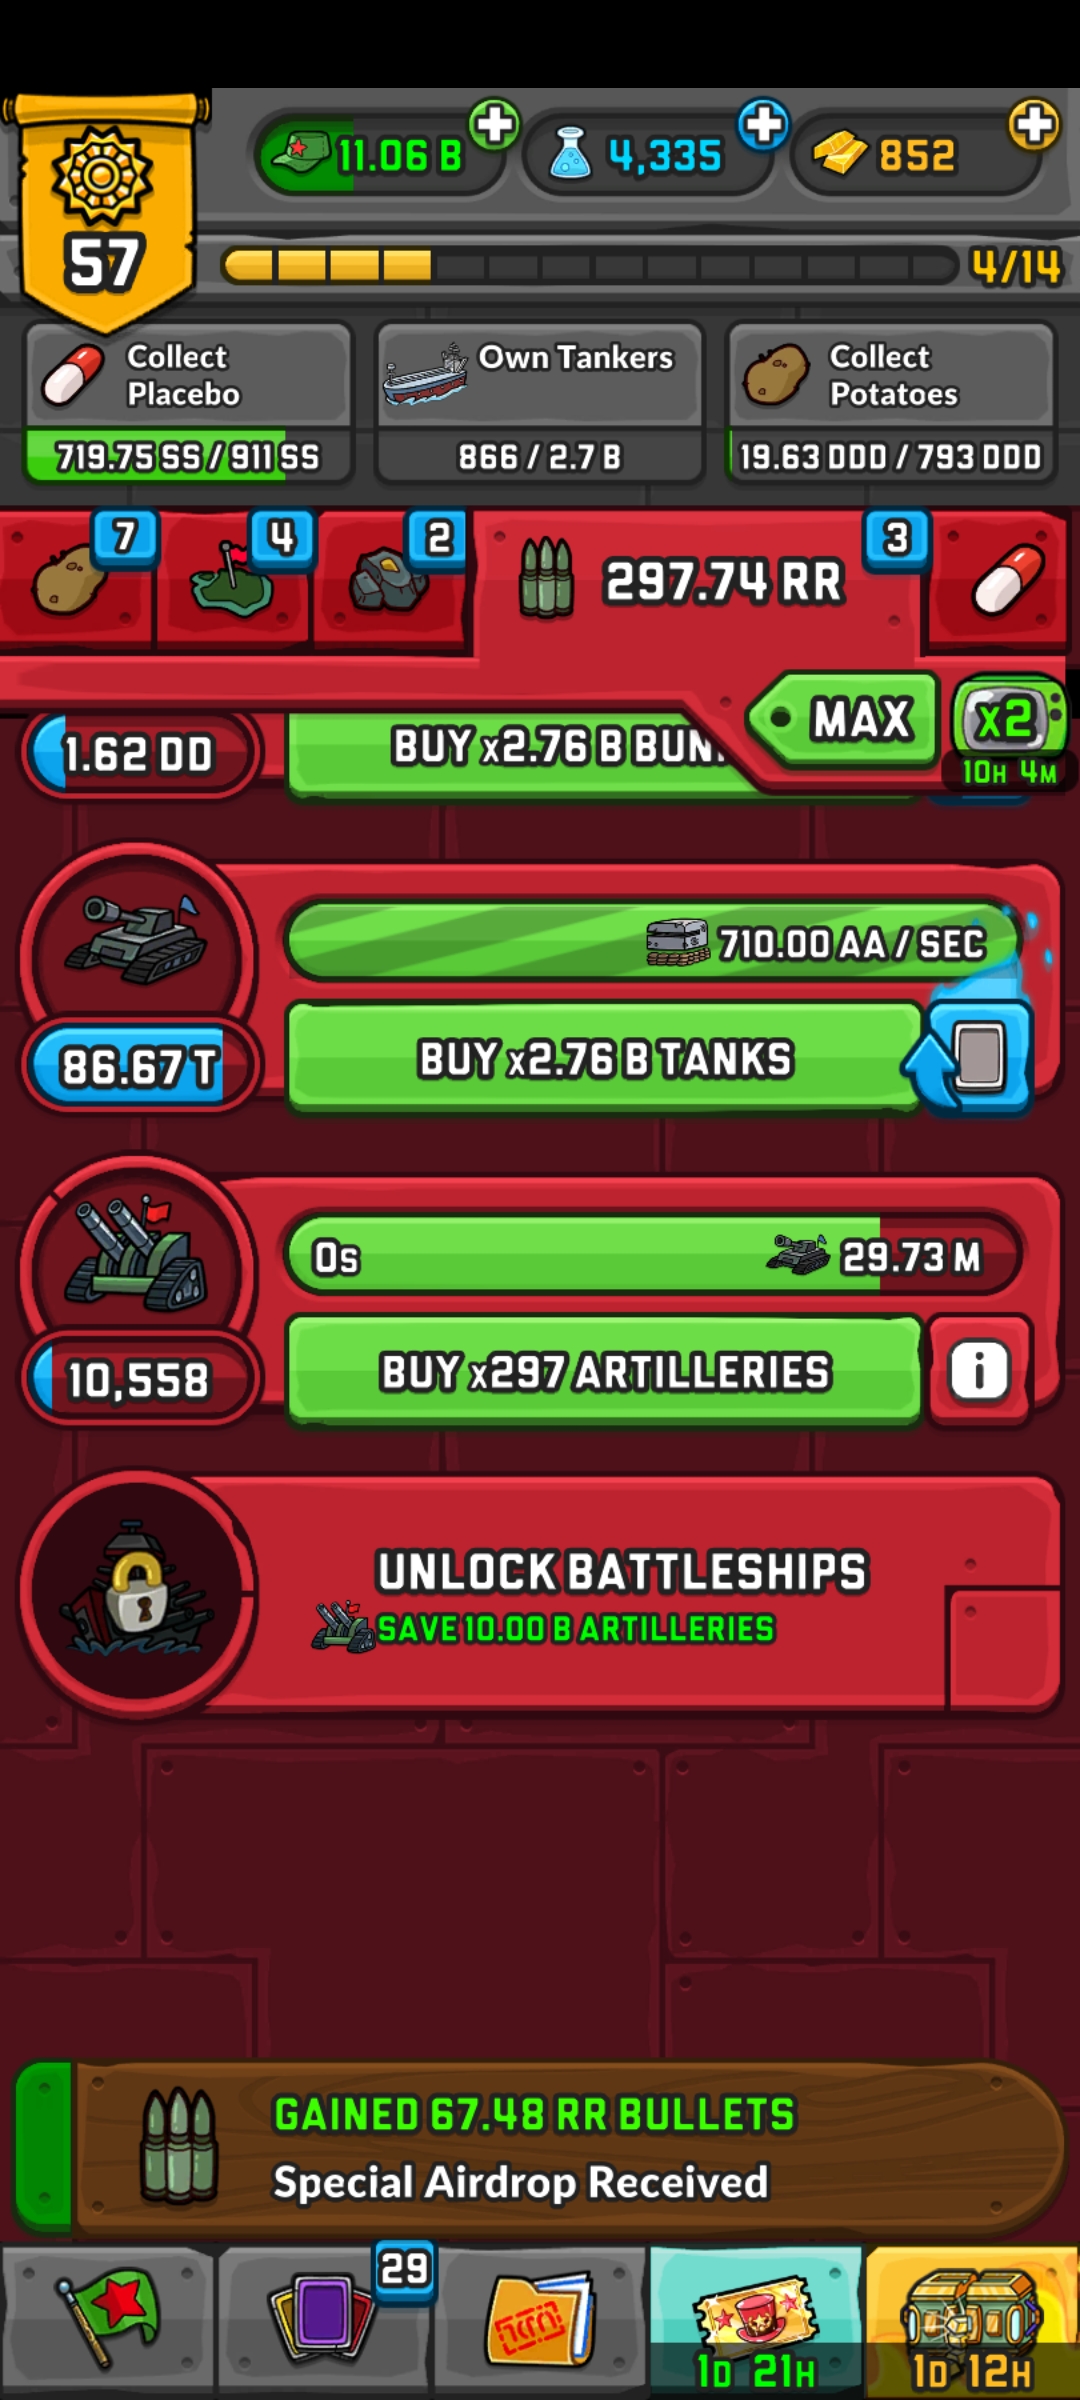 57
11.06 B
4,335
852
4/14
Collect
Placebo
719.75 SS / 911 SS
Own Tankers
866 / 2.7 B
Collect
Potatoes
19.63 DDD / 793 DDD
7
4
2
297.74 RR
3
MAX
x2
10H 4M
1.62 DD
BUY x2.76 B
710.00 AA / SEC
86.67 T
BUY x2.76 B TANKS
0s
29.73 M
10,558
BUY x297 ARTILLERIES
i
UNLOCK BATTLESHIPS
SAVE 10.00 B ARTILLERIES
GAINED 67.48 RR BULLETS
Special Airdrop Received
29
1D 21H
1D 12H